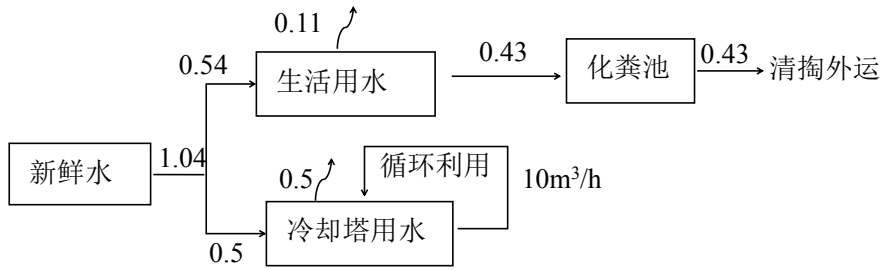 0.11
0.54
生活用水
0.43
化粪池
0.43
清掏外运
新鲜水
1.04
0.5
循环利用
10m³/h
冷却塔用水
0.5